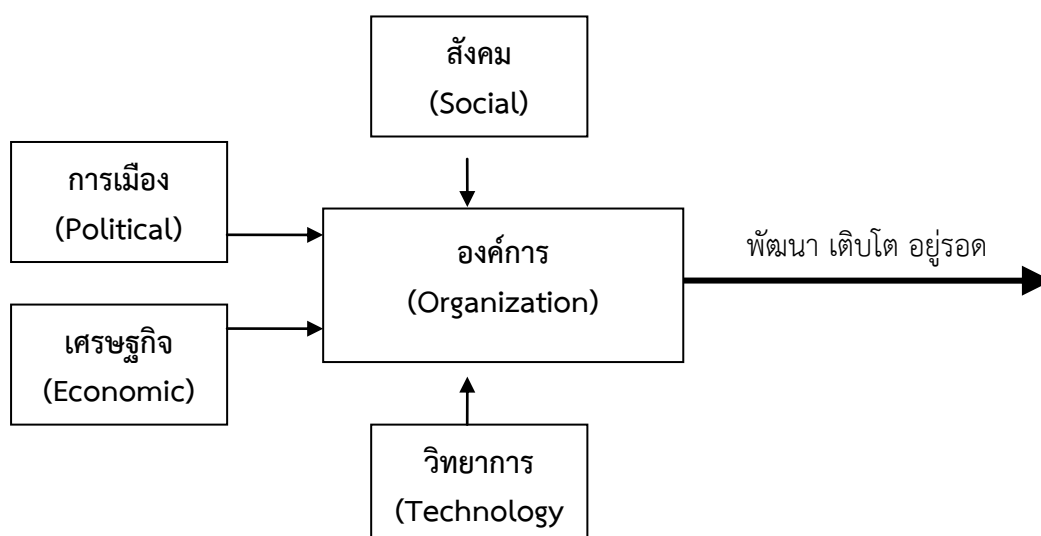 สังคม
(Social)
การเมือง
(Political)
องค์การ
(Organization)
พัฒนา เติบโต อยู่รอด
เศรษฐกิจ
(Economic)
วิทยาการ
(Technology